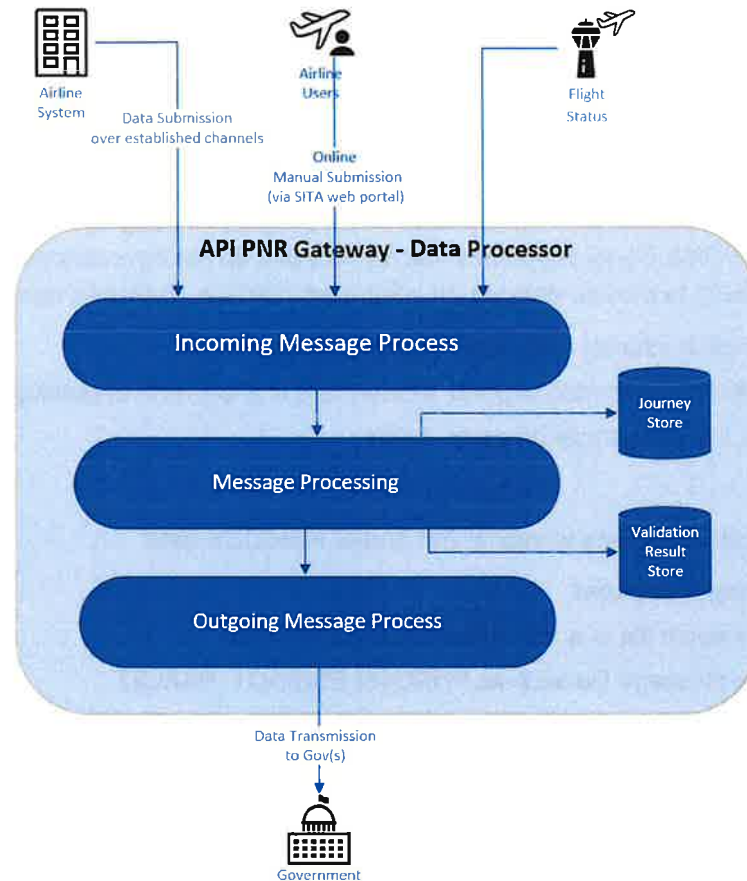 Airline
System
Airline
Users
Flight
Status
Data Submission
over established channels
Online
Manual Submission
(via SITA web portal)
API PNR Gateway - Data Processor
Incoming Message Process
Journey
Store
Message Processing
Validation
Result
Store
Outgoing Message Process
Data Transmission
to Gov(s)
Government